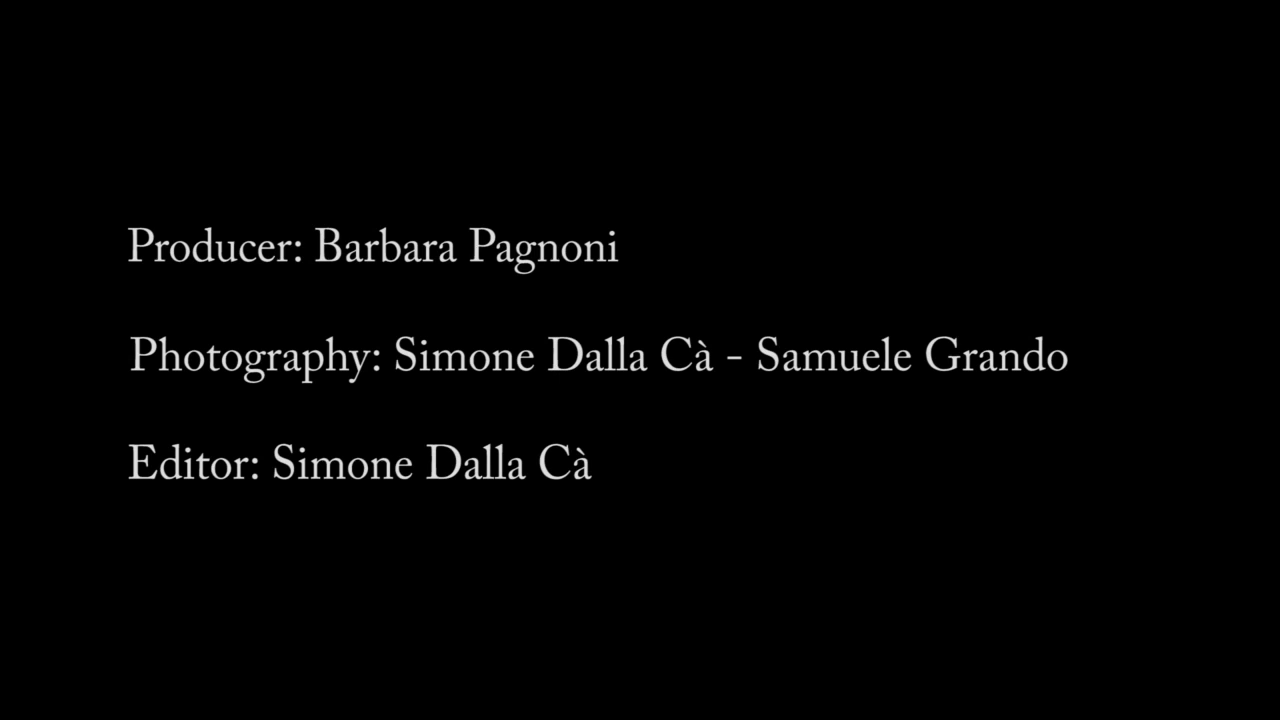 Producer: Barbara Pagnoni
Photography: Simone Dalla Cà - Samuele Grando
Editor: Simone Dalla Cà